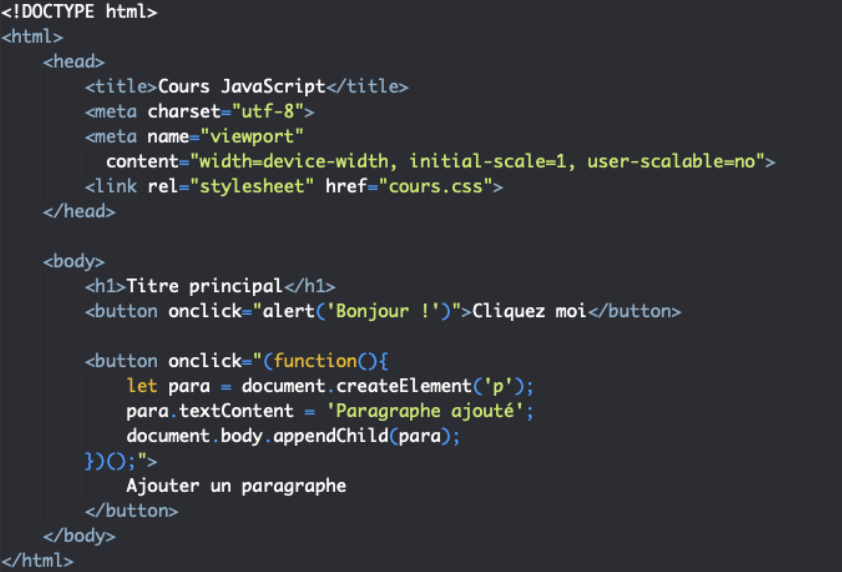 <!DOCTYPE html>
<html>
    <head>
        <title>Cours JavaScript</title>
        <meta charset="utf-8">
        <meta name="viewport"
          content="width=device-width, initial-scale=1, user-scalable=no">
        <link rel="stylesheet" href="cours.css">
    </head>

    <body>
        <h1>Titre principal</h1>
        <button onclick="alert('Bonjour !')">Cliquez moi</button>

        <button onclick="(function(){
            let para = document.createElement('p');
            para.textContent = 'Paragraphe ajouté';
            document.body.appendChild(para);
        })();">
            Ajouter un paragraphe
        </button>
    </body>
</html>